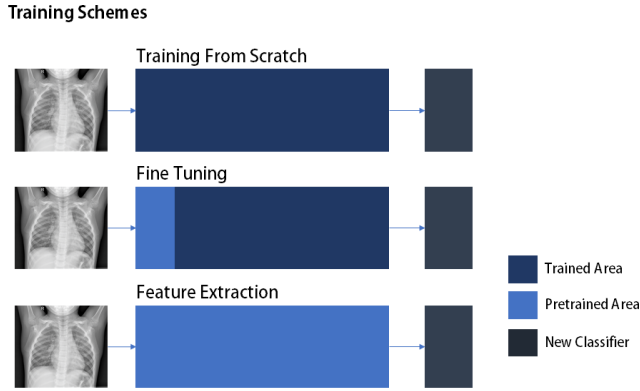 Training Schemes
Training From Scratch
Fine Tuning
Feature Extraction
Trained Area
Pretrained Area
New Classifier